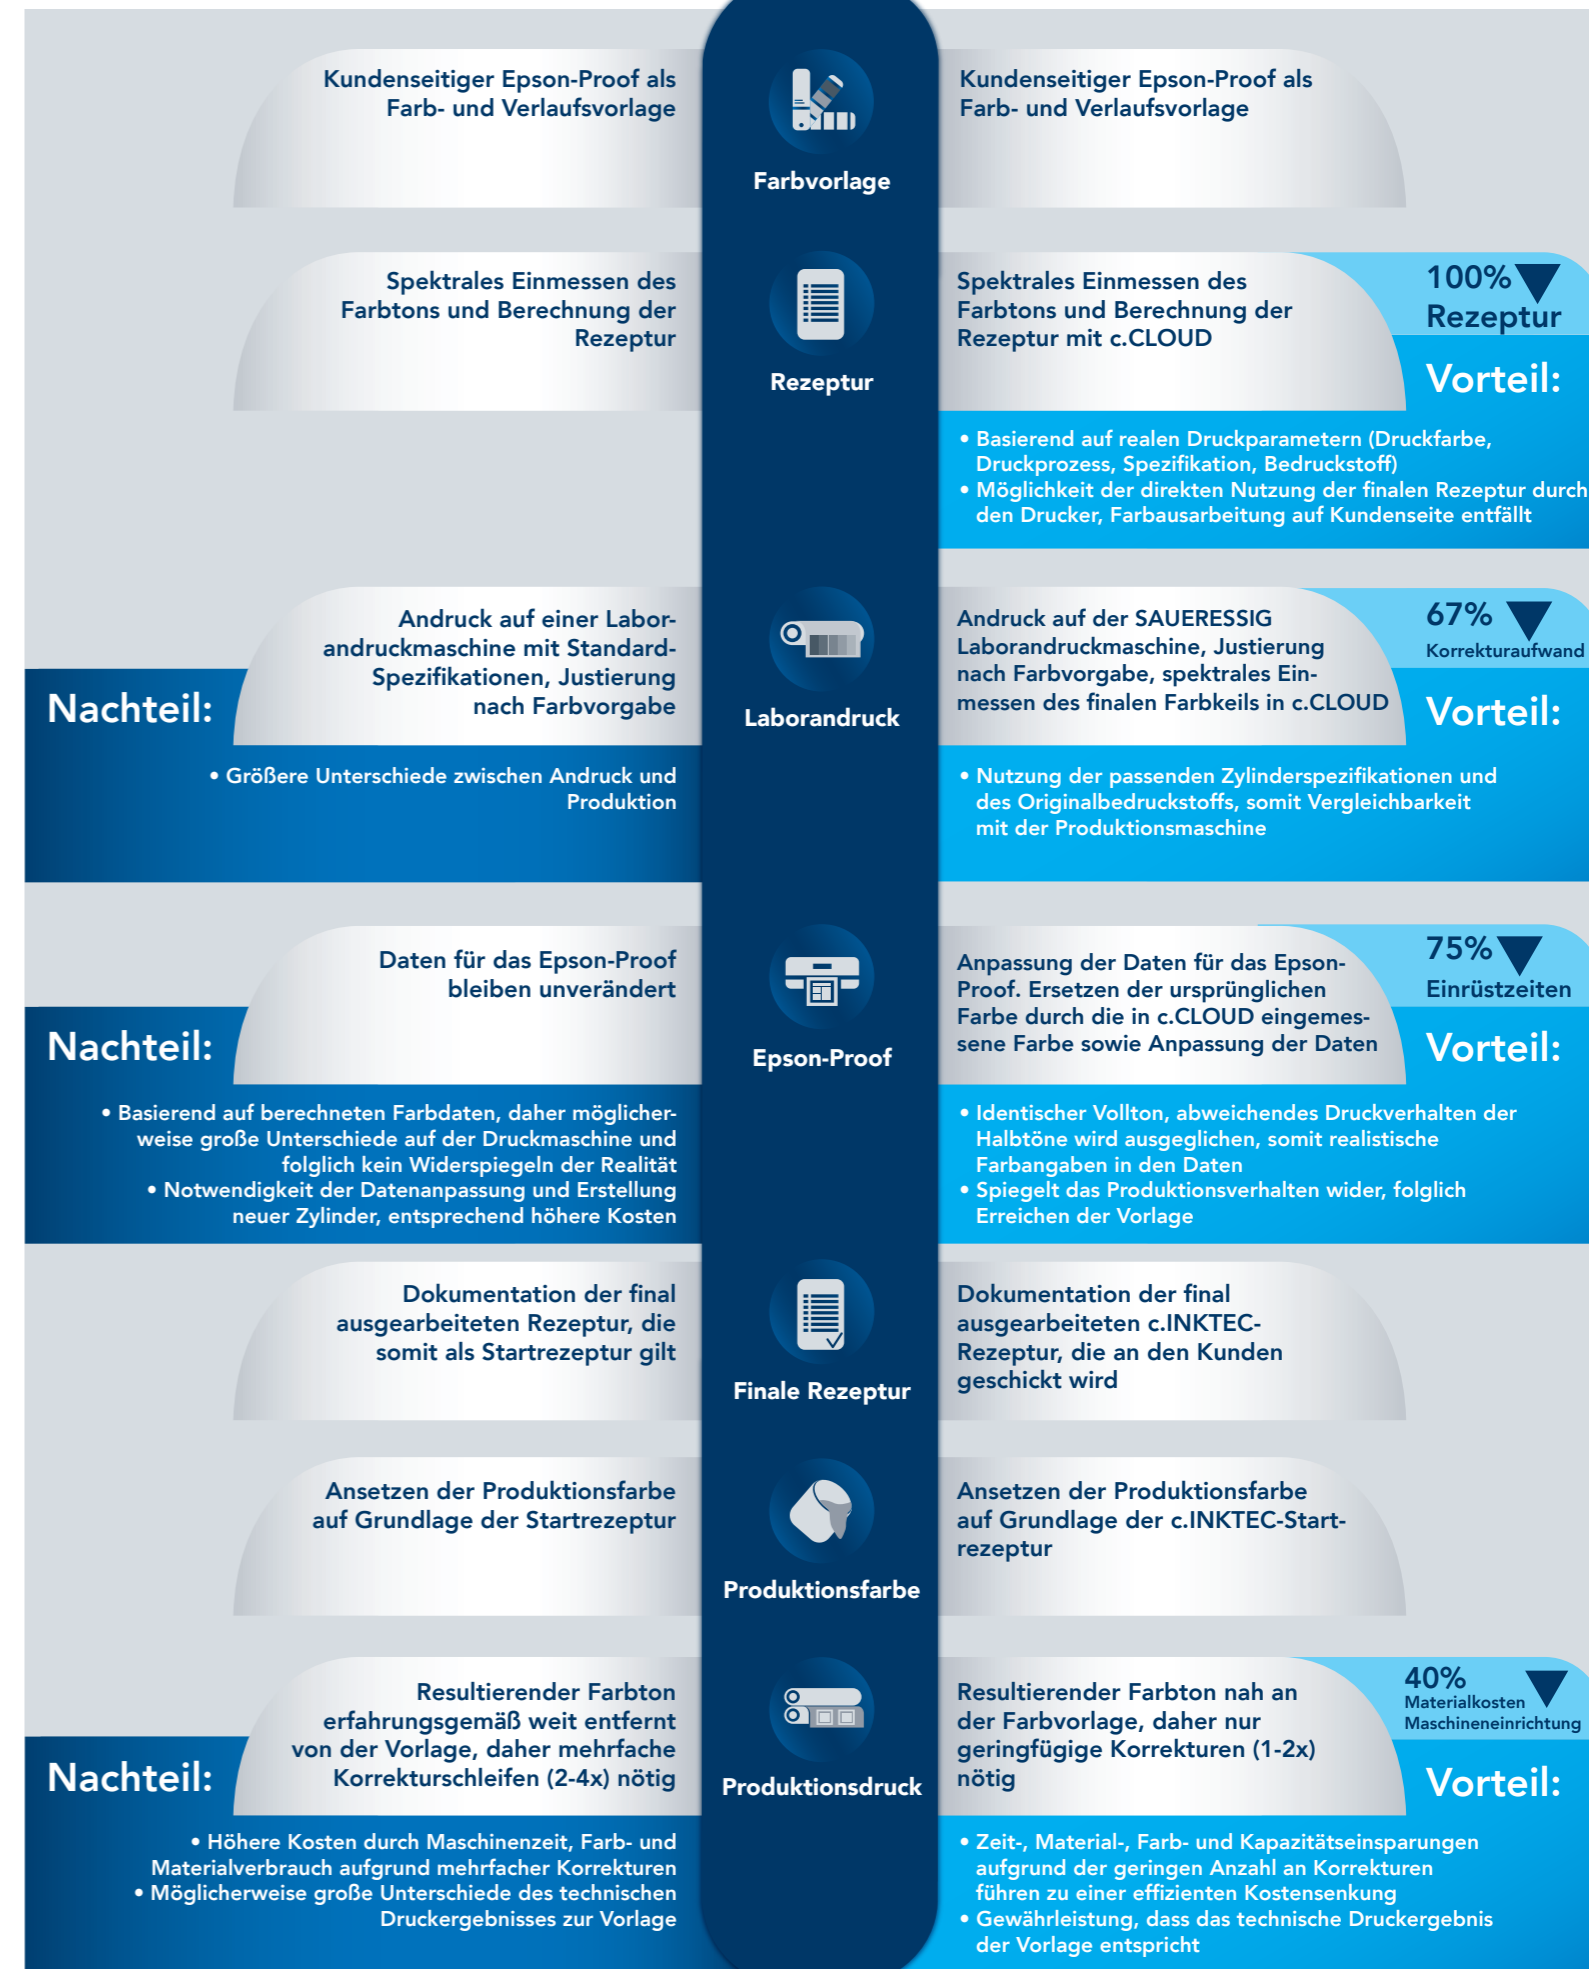 Kundenseitiger Epson-Proof als
Farb- und Verlaufsvorlage
Farbvorlage
Kundenseitiger Epson-Proof als
Farb- und Verlaufsvorlage
Spektrales Einmessen des
Farbtons und Berechnung der
Rezeptur
Rezeptur
Spektrales Einmessen des
Farbtons und Berechnung der
Rezeptur mit c.CLOUD
100%
Rezeptur
Vorteil:
• Basierend auf realen Druckparametern (Druckfarbe,
Druckprozess, Spezifikation, Bedruckstoff)
• Möglichkeit der direkten Nutzung der finalen Rezeptur durch
den Drucker, Farbausarbeitung auf Kundenseite entfällt
Andruck auf einer Labor-
andruckmaschine mit Standard-
Spezifikationen, Justierung
nach Farbvorgabe
Nachteil:
• Größere Unterschiede zwischen Andruck und
Produktion
Laborandruck
Andruck auf der SAUERESSIG
Laborandruckmaschine, Justierung
nach Farbvorgabe, spektrales Ein-
messen des finalen Farbkeils in c.CLOUD
67%
Korrekturaufwand
Vorteil:
• Nutzung der passenden Zylinderspezifikationen und
des Originalbedruckstoffs, somit Vergleichbarkeit
mit der Produktionsmaschine
Daten für das Epson-Proof
bleiben unverändert
Nachteil:
• Basierend auf berechneten Farbdaten, daher möglicher-
weise große Unterschiede auf der Druckmaschine und
folglich kein Widerspiegeln der Realität
• Notwendigkeit der Datenanpassung und Erstellung
neuer Zylinder, entsprechend höhere Kosten
Epson-Proof
Anpassung der Daten für das Epson-
Proof. Ersetzen der ursprünglichen
Farbe durch die in c.CLOUD eingemes-
sene Farbe sowie Anpassung der Daten
75%
Einrüstzeiten
Vorteil:
• Identischer Vollton, abweichendes Druckverhalten der
Halbtöne wird ausgeglichen, somit realistische
Farbangaben in den Daten
• Spiegelt das Produktionsverhalten wider, folglich
Erreichen der Vorlage
Dokumentation der final
ausgearbeiteten Rezeptur, die
somit als Startrezeptur gilt
Finale Rezeptur
Dokumentation der final
ausgearbeiteten c.INKTEC-
Rezeptur, die an den Kunden
geschickt wird
Ansetzen der Produktionsfarbe
auf Grundlage der Startrezeptur
Produktionsfarbe
Ansetzen der Produktionsfarbe
auf Grundlage der c.INKTEC-Start-
rezeptur
Resultierender Farbton
erfahrungsgemäß weit entfernt
von der Vorlage, daher mehrfache
Korrekturschleifen (2-4x) nötig
Nachteil:
• Höhere Kosten durch Maschinenzeit, Farb- und
Materialverbrauch aufgrund mehrfacher Korrekturen
• Möglicherweise große Unterschiede des technischen
Druckergebnisses zur Vorlage
Produktionsdruck
Resultierender Farbton nah an
der Farbvorlage, daher nur
geringfügige Korrekturen (1-2x)
nötig
40%
Materialkosten
Maschineneinrichtung
Vorteil:
• Zeit-, Material-, Farb- und Kapazitätseinsparungen
aufgrund der geringen Anzahl an Korrekturen
führen zu einer effizienten Kostensenkung
• Gewährleistung, dass das technische Druckergebnis
der Vorlage entspricht